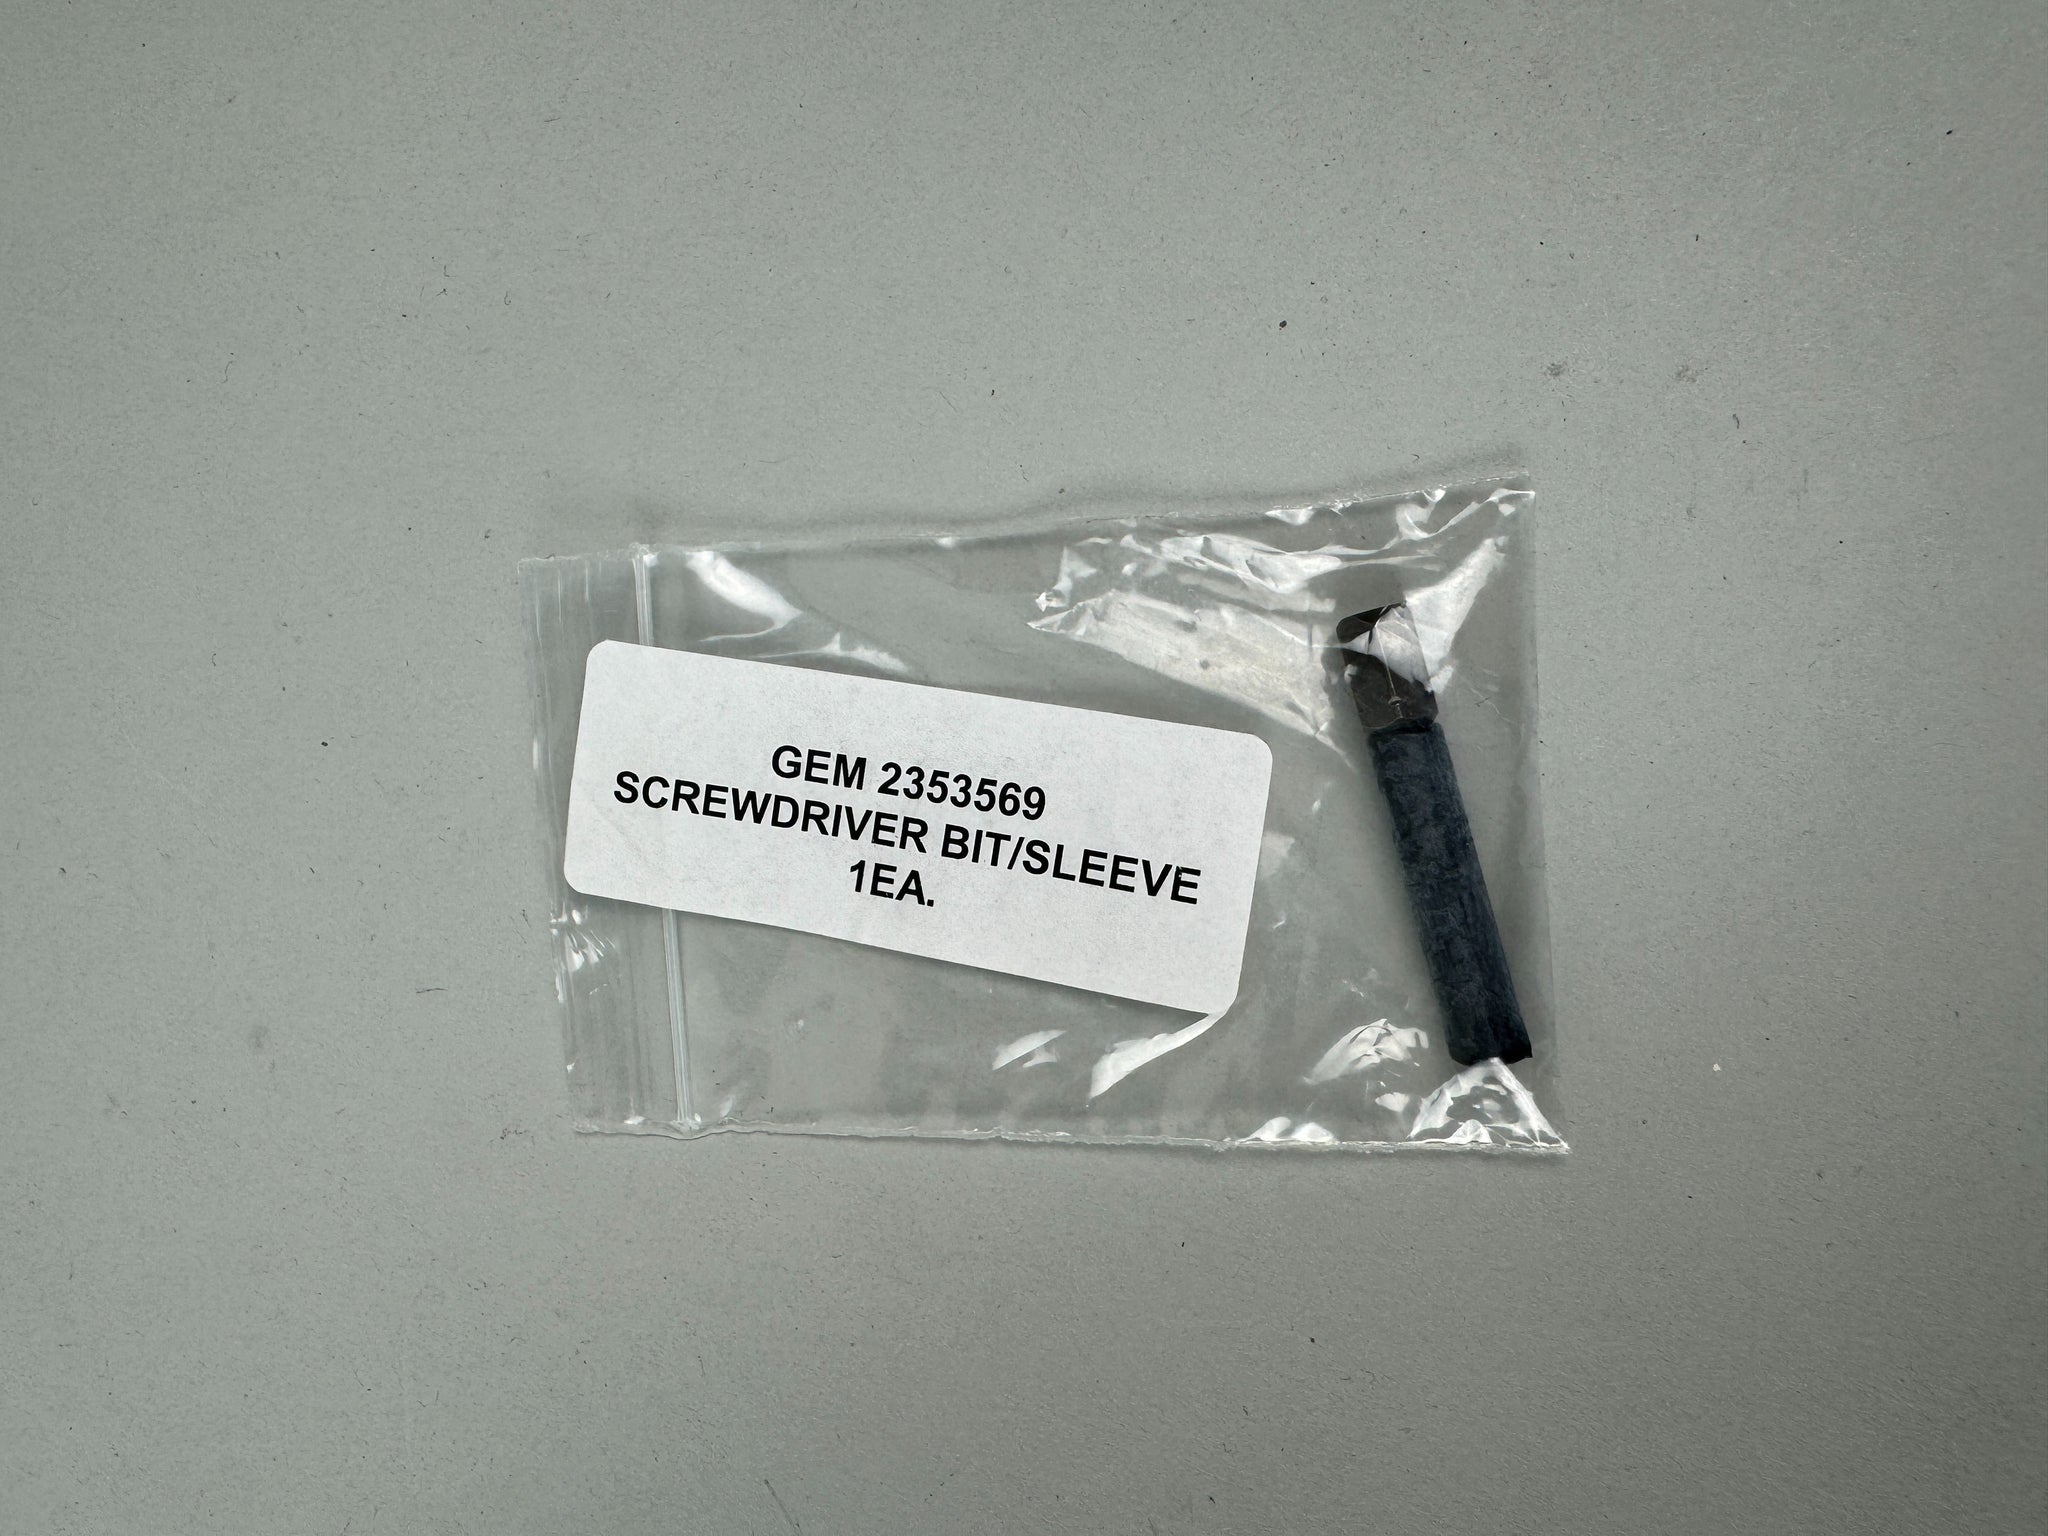 GEM 2353569
SCREWDRIVER BIT/SLEEVE
1EA.